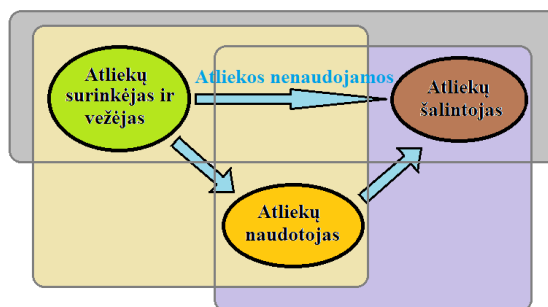 Atliekų
surinkėjas ir
vežėjas
Atliekos nenaudojamos
Atliekų
šalintojas
Atliekų
naudotojas